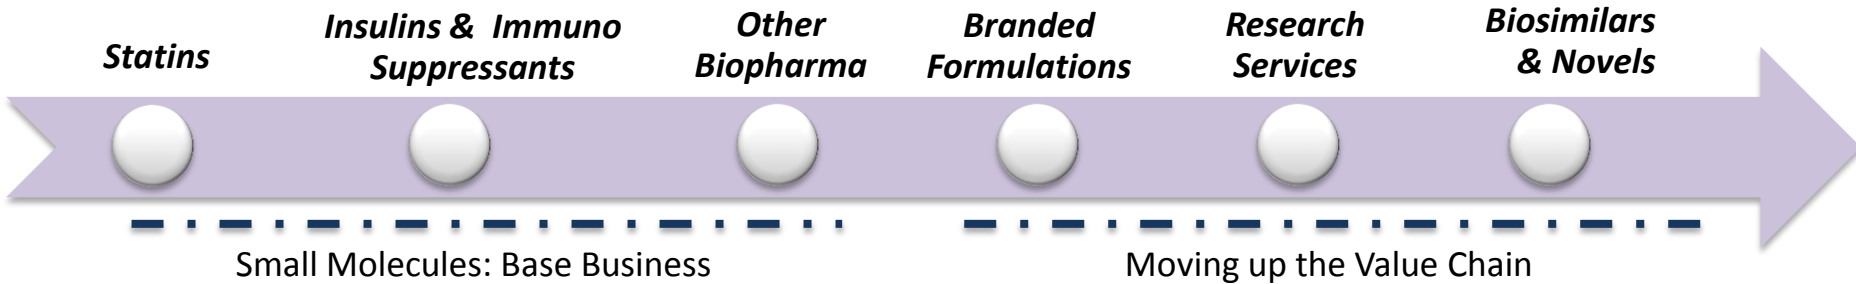 Statins
Insulins & Immuno
Suppressants
Other
Biopharma
Branded
Formulations
Research
Services
Biosimilars
& Novels
Small Molecules: Base Business
Moving up the Value Chain